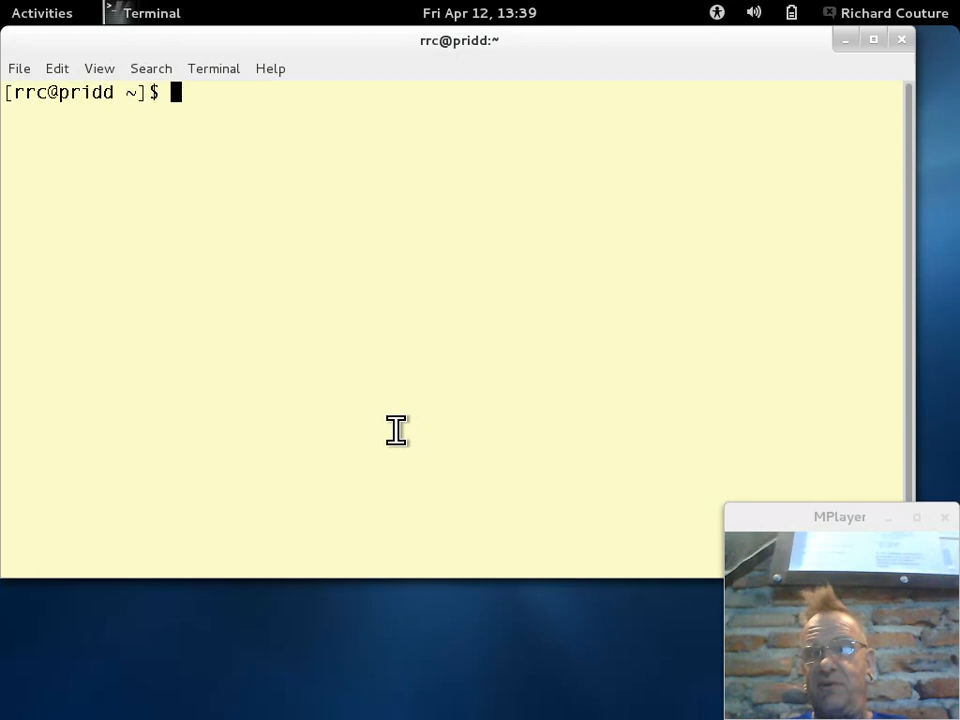 Activities Terminal Fri Apr 12, 13:39 Richard Couture
rrc@pridd:~
File Edit View Search Terminal Help
[rrc@pridd ~]$
MPlayer